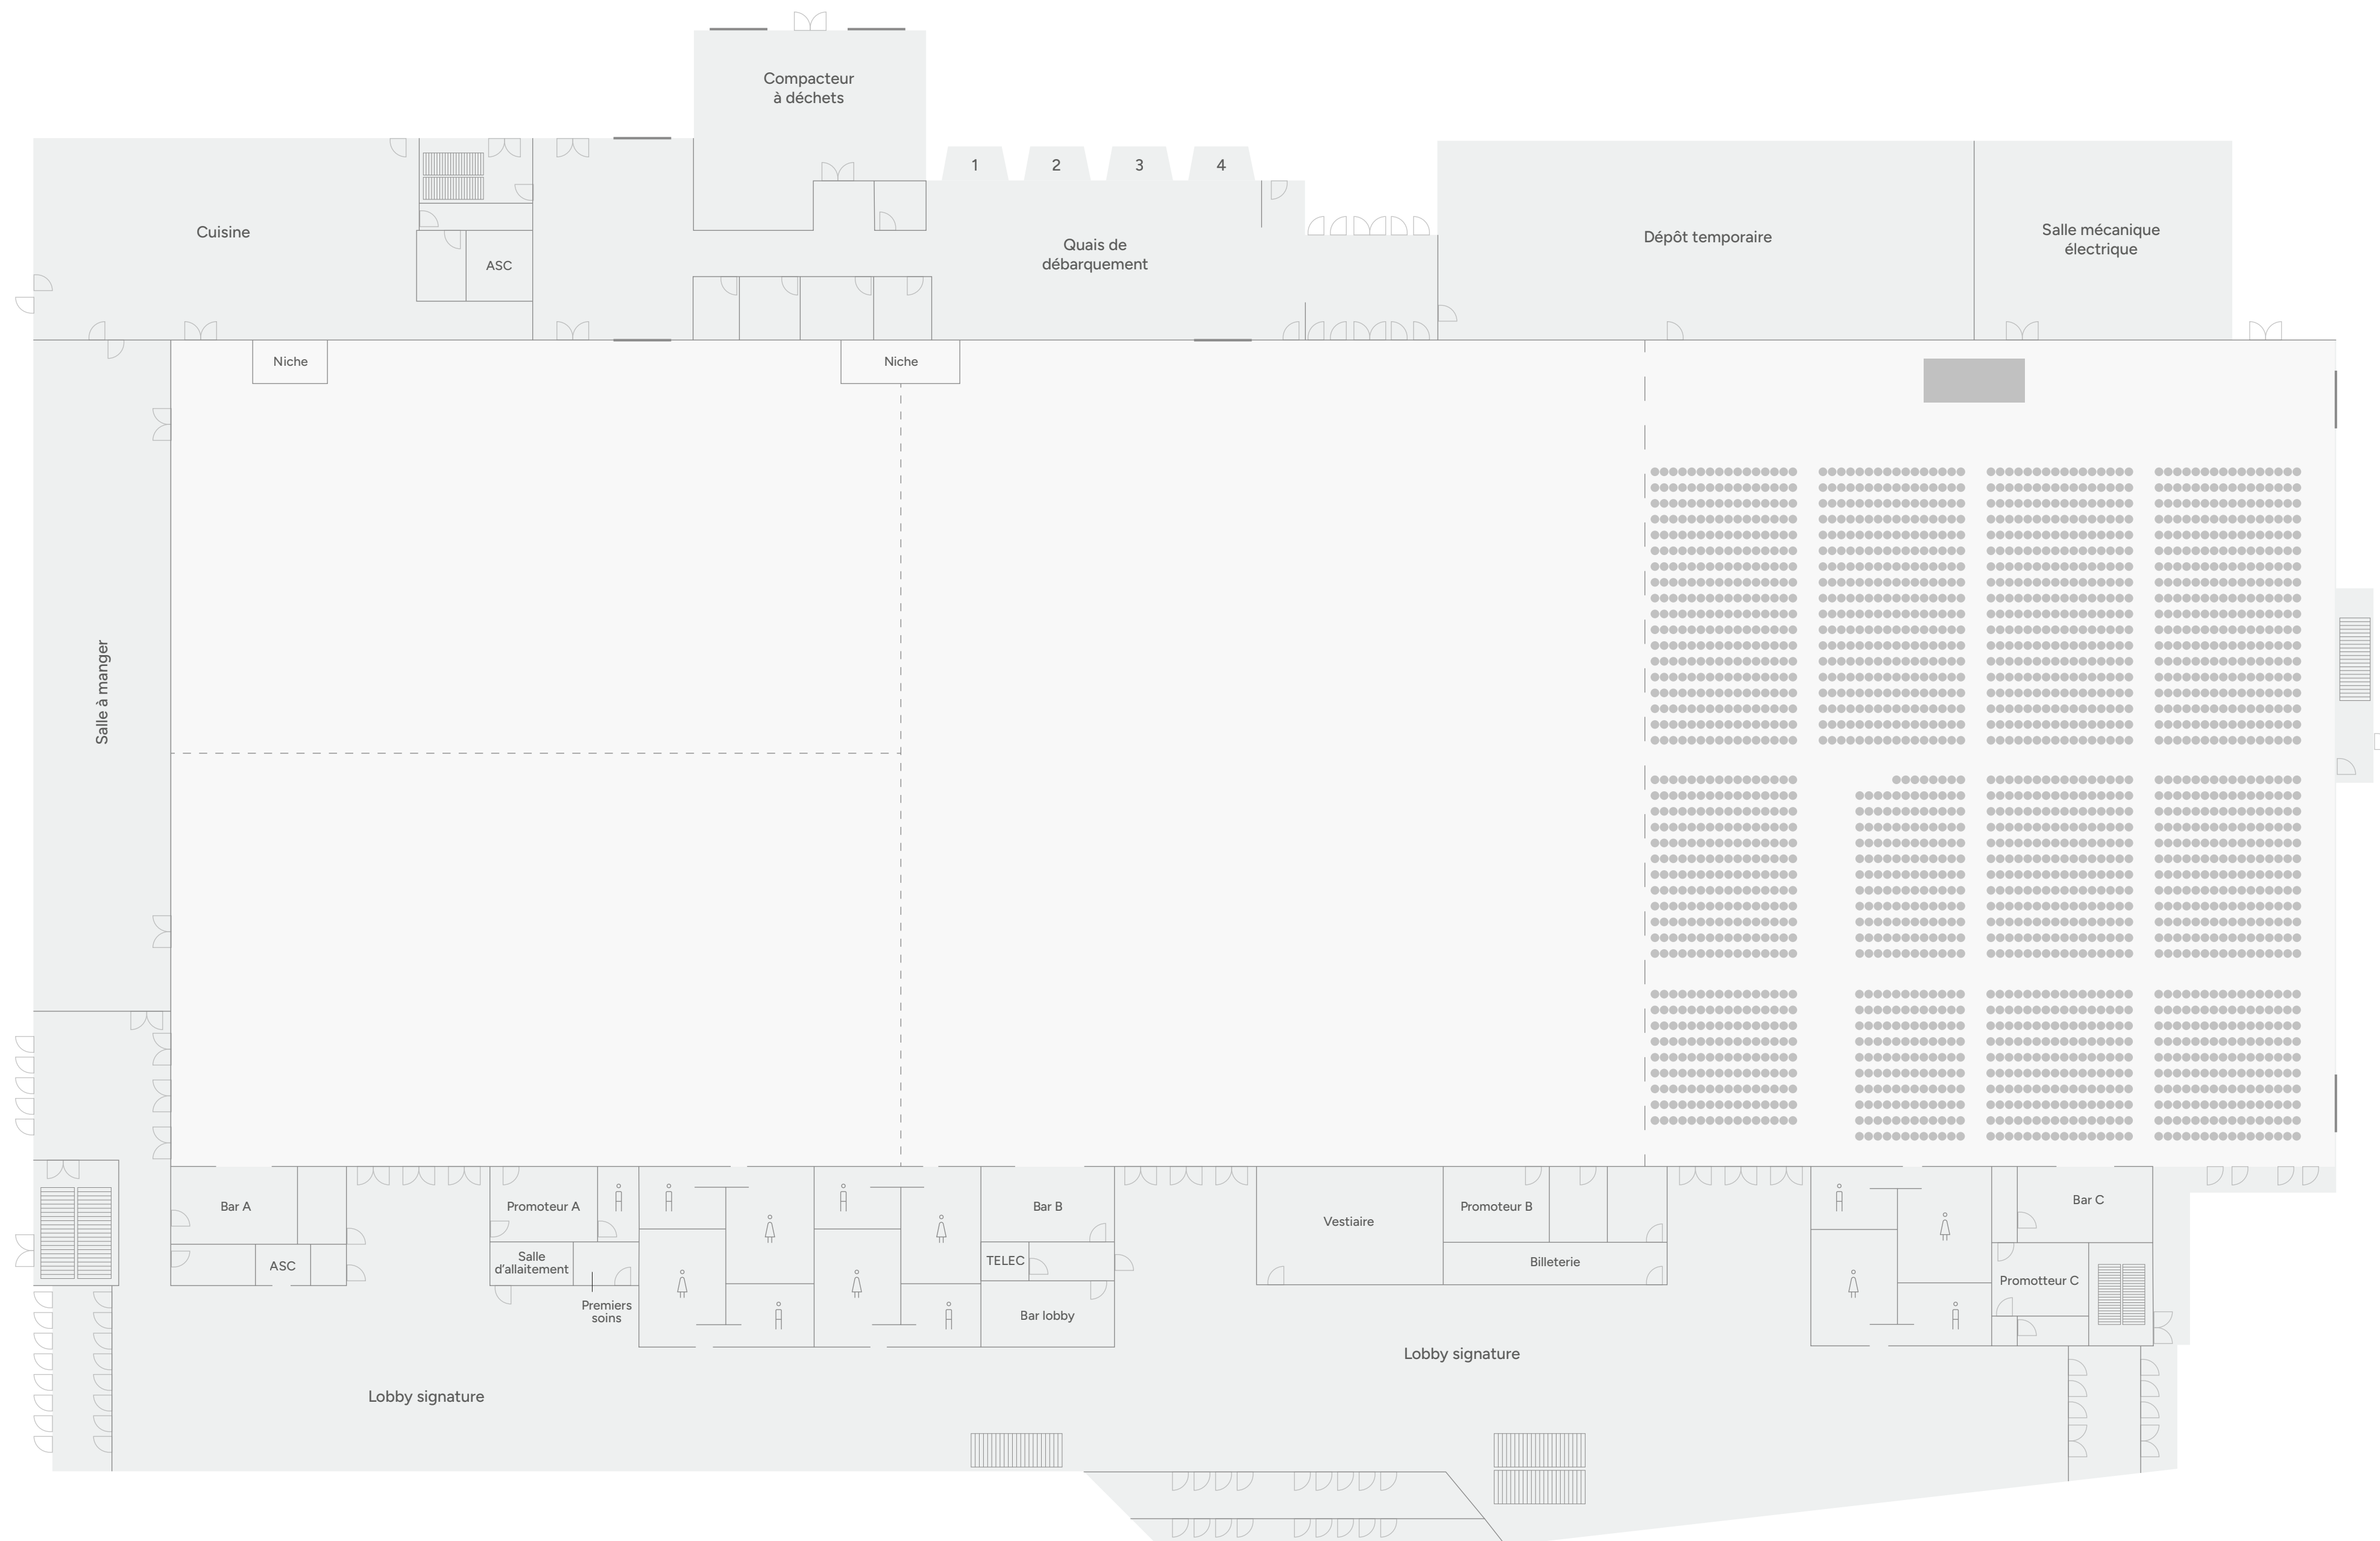 Compacteur
à déchets
1
2
3
4
Cuisine
ASC
Quais de
débarquement
Dépôt temporaire
Salle mécanique
électrique
Niche
Niche
Salle à manger
Bar A
ASC
Promoteur A
Salle
d'allaitement
Premiers
soins
Bar B
TELEC
Bar lobby
Vestiaire
Promoteur B
Billeterie
Bar C
Promotteur C
Lobby signature
Lobby signature